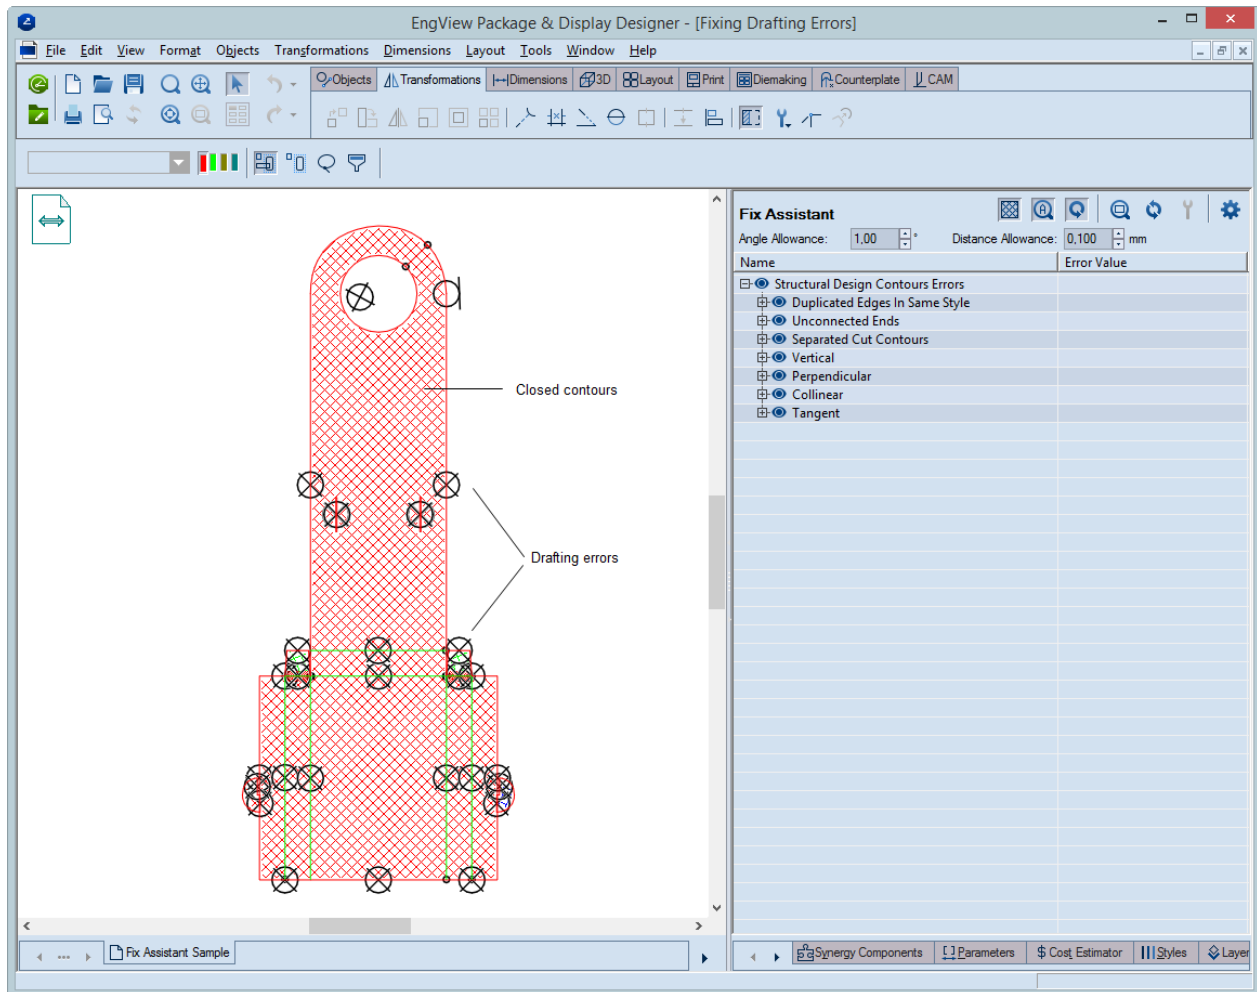 EngView Package & Display Designer - [Fixing Drafting Errors]
File Edit View Format Objects Transformations Dimensions Layout Tools Window Help
Objects Transformations Dimensions 3D Layout Print Diemaking Counterplate CAM
Fix Assistant
Angle Allowance: 1,00 ° Distance Allowance: 0,100 mm
Name Error Value
Structural Design Contours Errors
Duplicated Edges In Same Style
Unconnected Ends
Separated Cut Contours
Vertical
Perpendicular
Collinear
Tangent
Closed contours
Drafting errors
Fix Assistant Sample
Synergy Components Parameters $ Cost Estimator Styles Layer